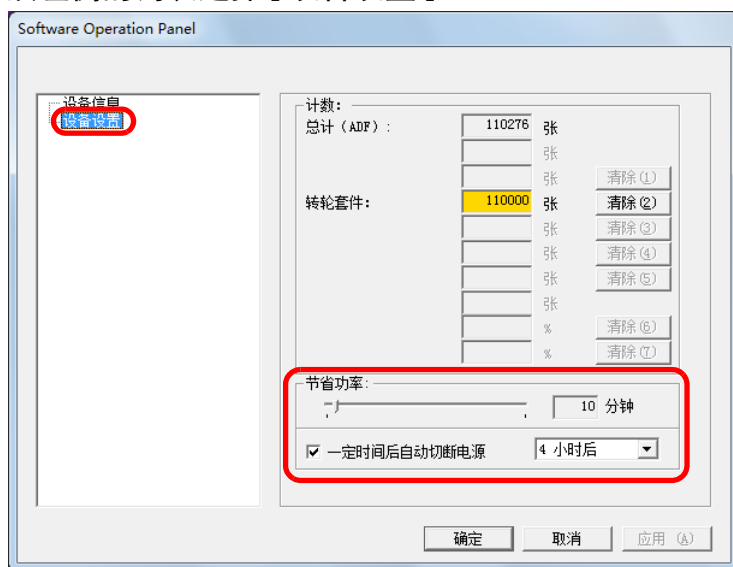 Software Operation Panel
设备信息
设备设置
计数：
总计（ADF）： 110276 张
张
张 清除(1)
转轮套件： 110000 张 清除(2)
张 清除(3)
张 清除(4)
张 清除(5)
张
% 清除(6)
% 清除(7)
节省功率：
10 分钟
一定时间后自动切断电源 4 小时后
确定 取消 应用 (A)